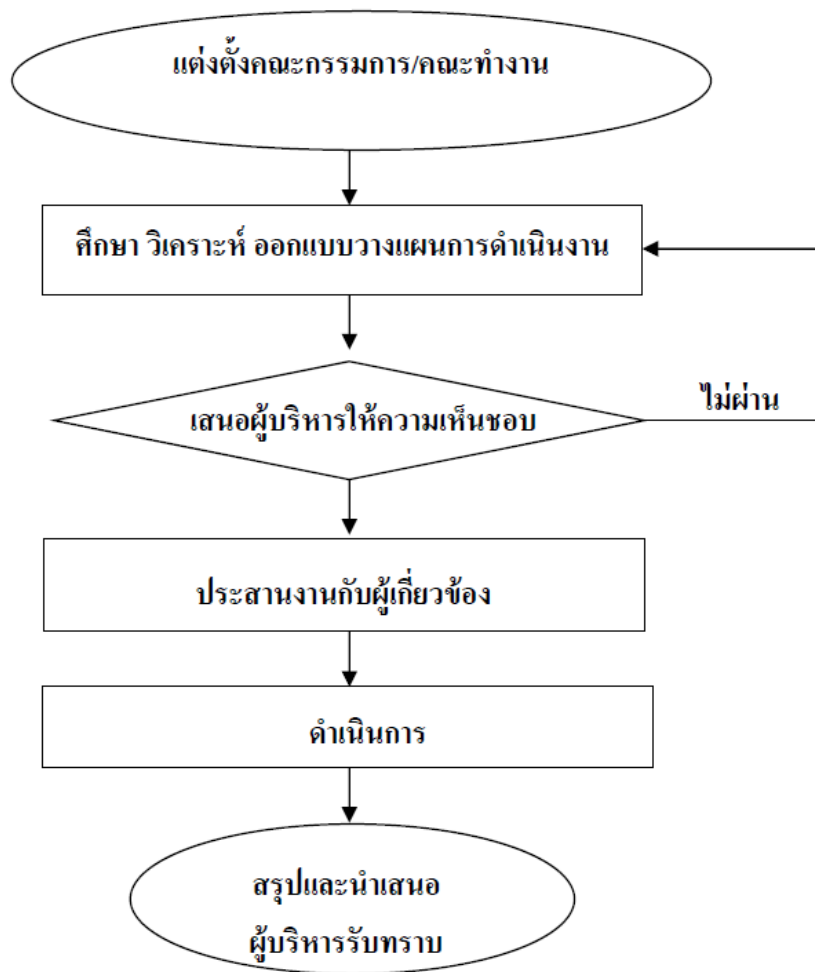 แต่งตั้งคณะกรรมการ/คณะทำงาน
ศึกษา วิเคราะห์ ออกแบบวางแผนการดำเนินงาน
เสนอผู้บริหารให้ความเห็นชอบ
ไม่ผ่าน
ประสานงานกับผู้เกี่ยวข้อง
ดำเนินการ
สรุปและนำเสนอ
ผู้บริหารรับทราบ